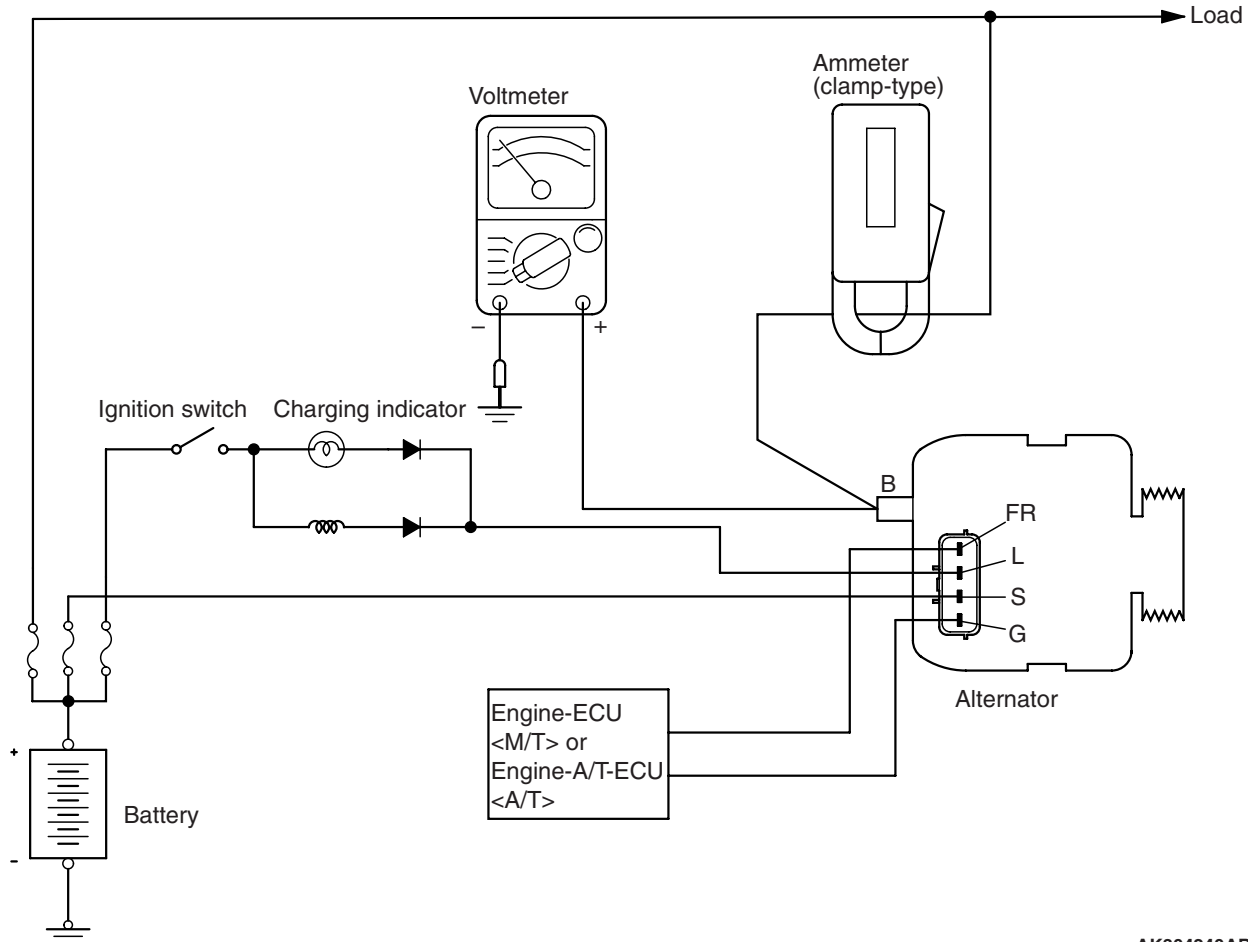 Load
Ammeter
(clamp-type)
Voltmeter
– +
Ignition switch Charging indicator
B
FR
L
S
G
Alternator
Engine-ECU
<M/T> or
Engine-A/T-ECU
<A/T>
+
Battery
-